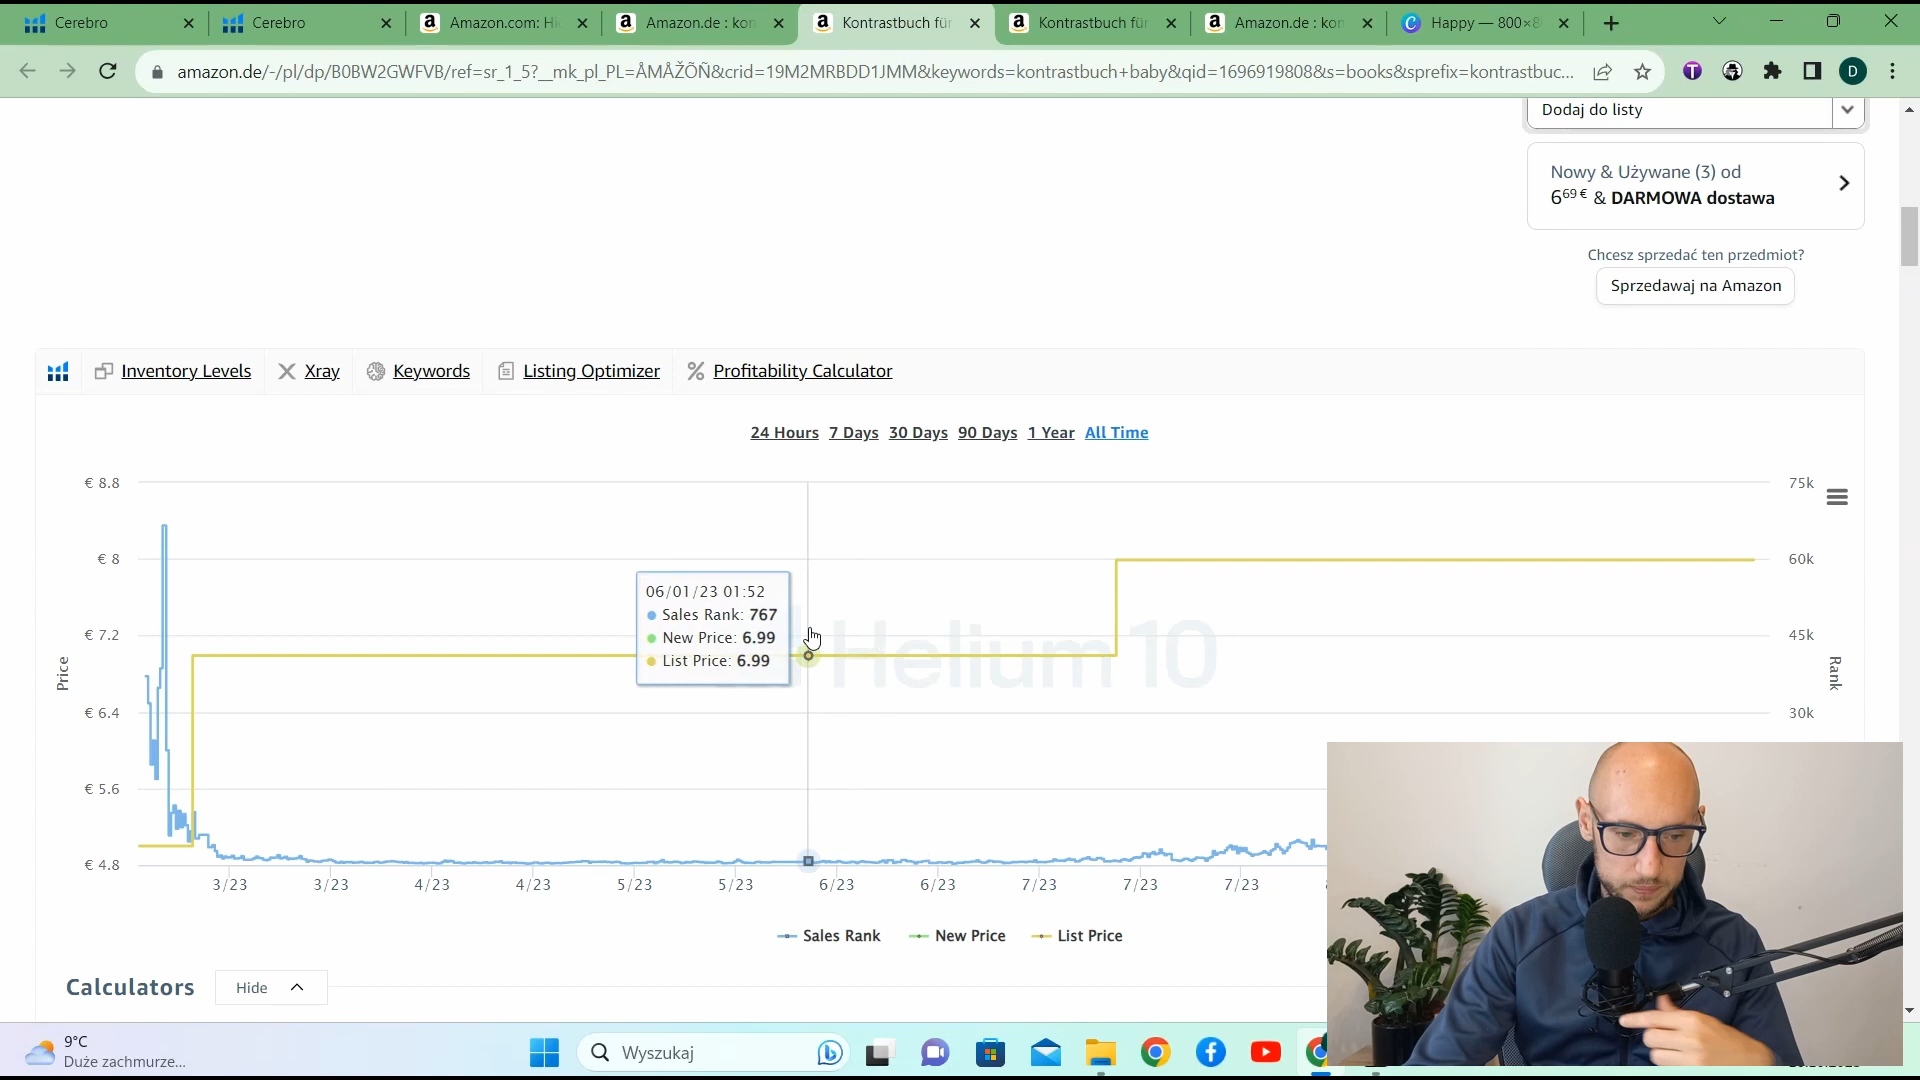 Cerebro
Cerebro
Amazon.com: Hi
Amazon.de : kon
Kontrastbuch für
Kontrastbuch für
Amazon.de : kon
Happy — 800×8
amazon.de/-/pl/dp/B0BW2GWFVB/ref=sr_1_5?__mk_pl_PL=ÅMÅŽÕÑ&crid=19M2MRBDD1JMM&keywords=kontrastbuch+baby&qid=1696919808&s=books&sprefix=kontrastbuc...
T
D
Dodaj do listy
Nowy & Używane (3) od
6⁶⁹ € & DARMOWA dostawa
Chcesz sprzedać ten przedmiot?
Sprzedawaj na Amazon
Inventory Levels
Xray
Keywords
Listing Optimizer
Profitability Calculator
24 Hours 7 Days 30 Days 90 Days 1 Year All Time
€ 8.8
75k
€ 8
60k
06/01/23 01:52
Sales Rank: 767
New Price: 6.99
List Price: 6.99
Helium 10
€ 7.2
45k
Price
Rank
€ 6.4
30k
€ 5.6
€ 4.8
3/23 3/23 4/23 4/23 5/23 5/23 6/23 6/23 7/23 7/23 7/23
Sales Rank
New Price
List Price
Calculators
Hide
9°C
Duże zachmurze...
Wyszukaj